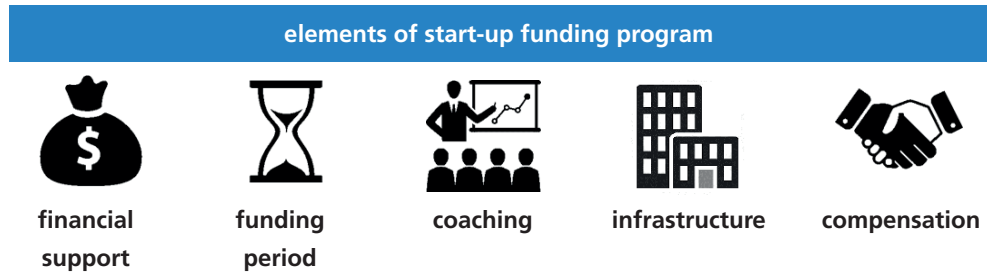 elements of start-up funding program
$
financial support
funding period
coaching
infrastructure
compensation